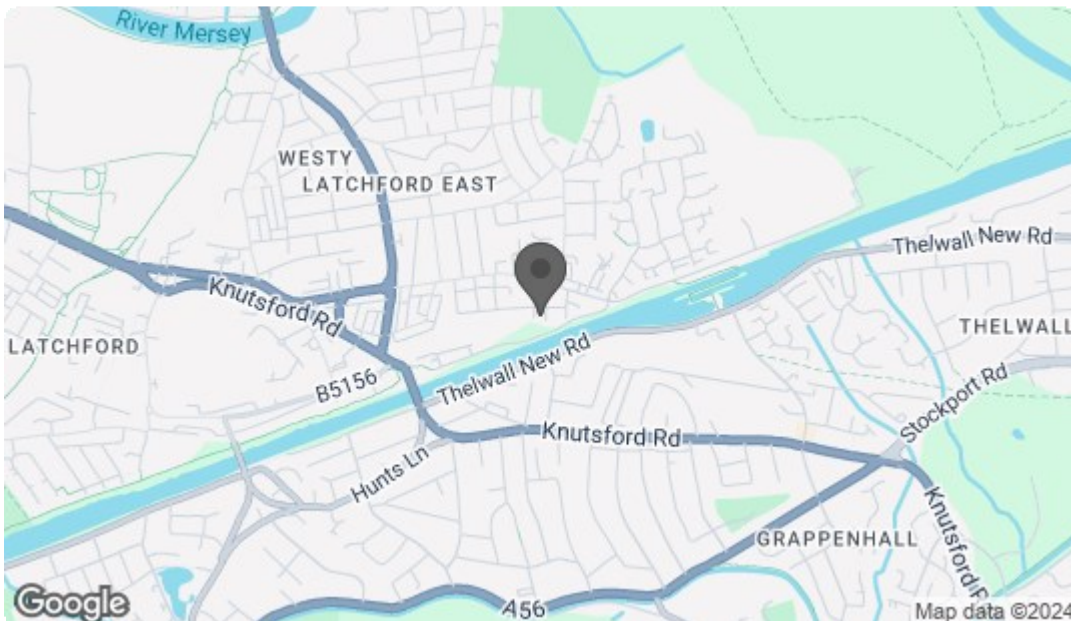 River Mersey
WESTY
LATCHFORD EAST
Thelwall New Rd
Knutsford Rd
THELWALL
LATCHFORD
B5156
Thelwall New Rd
Stockport Rd
Knutsford Rd
Hunts Ln
Knutsford R
GRAPPENHALL
A56
Google
Map data ©2024